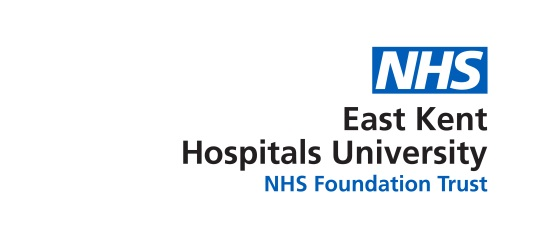 NHS
East Kent
Hospitals University
NHS Foundation Trust